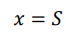 x = S